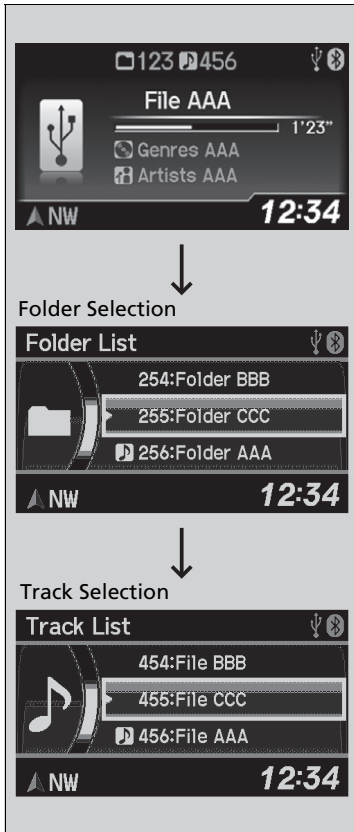 123 456
File AAA
1'23"
Genres AAA
Artists AAA
NW 12:34
Folder Selection
Folder List
254:Folder BBB
255:Folder CCC
256:Folder AAA
NW 12:34
Track Selection
Track List
454:File BBB
455:File CCC
456:File AAA
NW 12:34